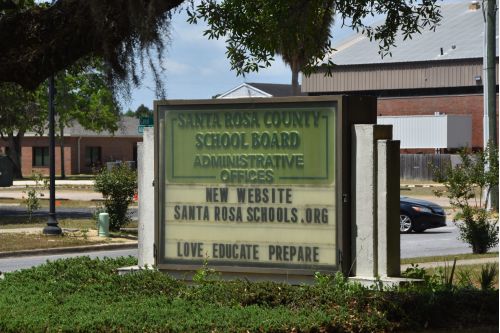 SANTA ROSA COUNTY
SCHOOL BOARD
ADMINISTRATIVE
OFFICES
NEW WEBSITE
SANTA ROSA SCHOOLS.ORG
LOVE EDUCATE PREPARE